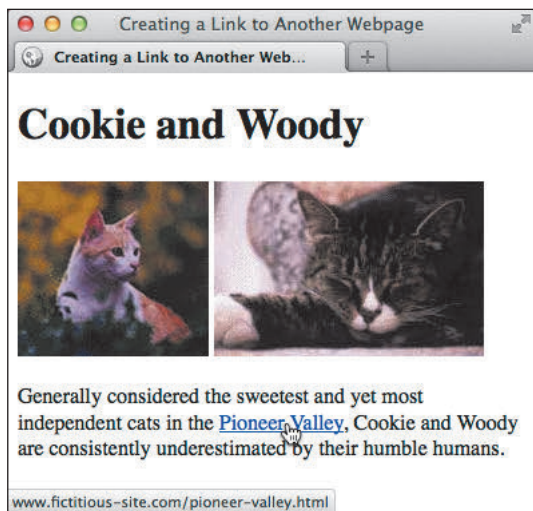 Creating a Link to Another Webpage
Creating a Link to Another Web...
Cookie and Woody
Generally considered the sweetest and yet most
independent cats in the Pioneer Valley, Cookie and Woody
are consistently underestimated by their humble humans.
www.fictitious-site.com/pioneer-valley.html